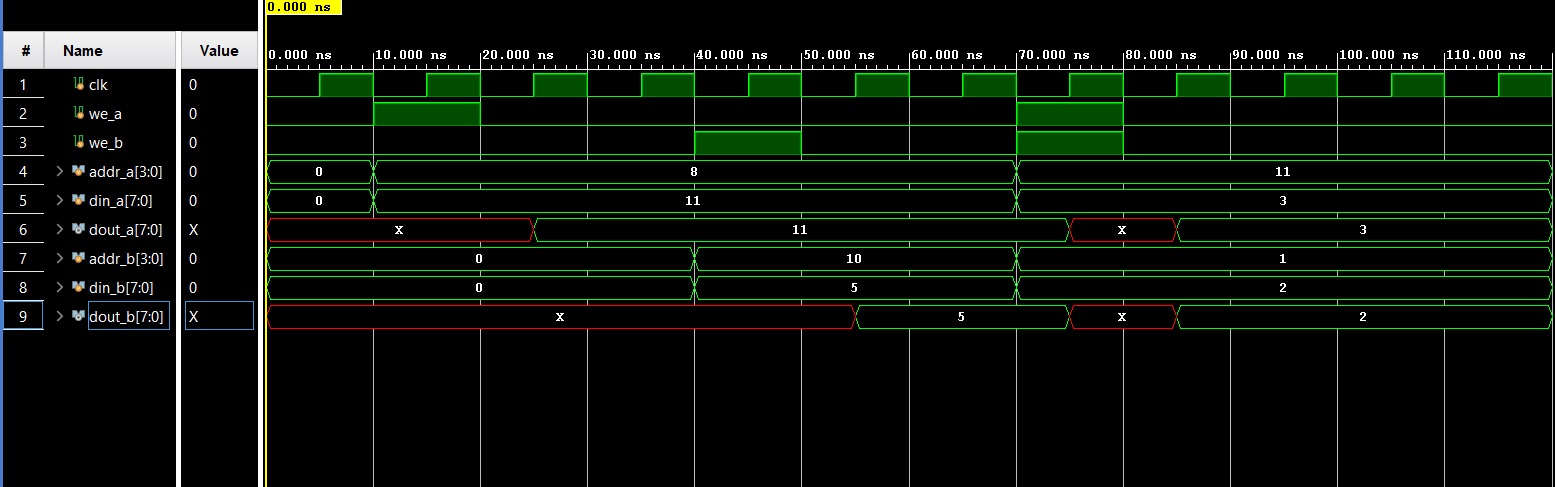 0.000 ns
# Name Value
0.000 ns 10.000 ns 20.000 ns 30.000 ns 40.000 ns 50.000 ns 60.000 ns 70.000 ns 80.000 ns 90.000 ns 100.000 ns 110.000 ns
1 clk 0
2 we_a 0
3 we_b 0
4 addr_a[3:0] 0 0 8 11
5 din_a[7:0] 0 0 11 3
6 dout_a[7:0] X X 11 X 3
7 addr_b[3:0] 0 0 10 1
8 din_b[7:0] 0 0 5 2
9 dout_b[7:0] X X 5 X 2